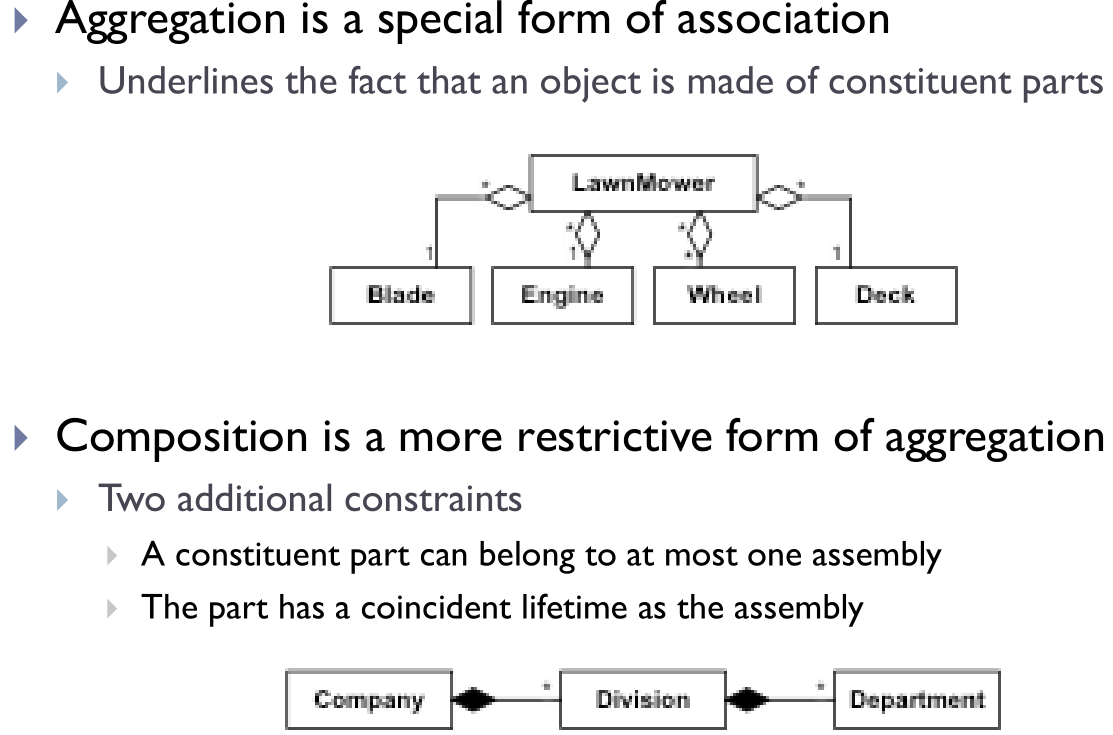 Aggregation is a special form of association
Underlines the fact that an object is made of constituent parts
LawnMower
* * * *
1 1 * 1
Blade Engine Wheel Deck
Composition is a more restrictive form of aggregation
Two additional constraints
A constituent part can belong to at most one assembly
The part has a coincident lifetime as the assembly
* *
Company Division Department